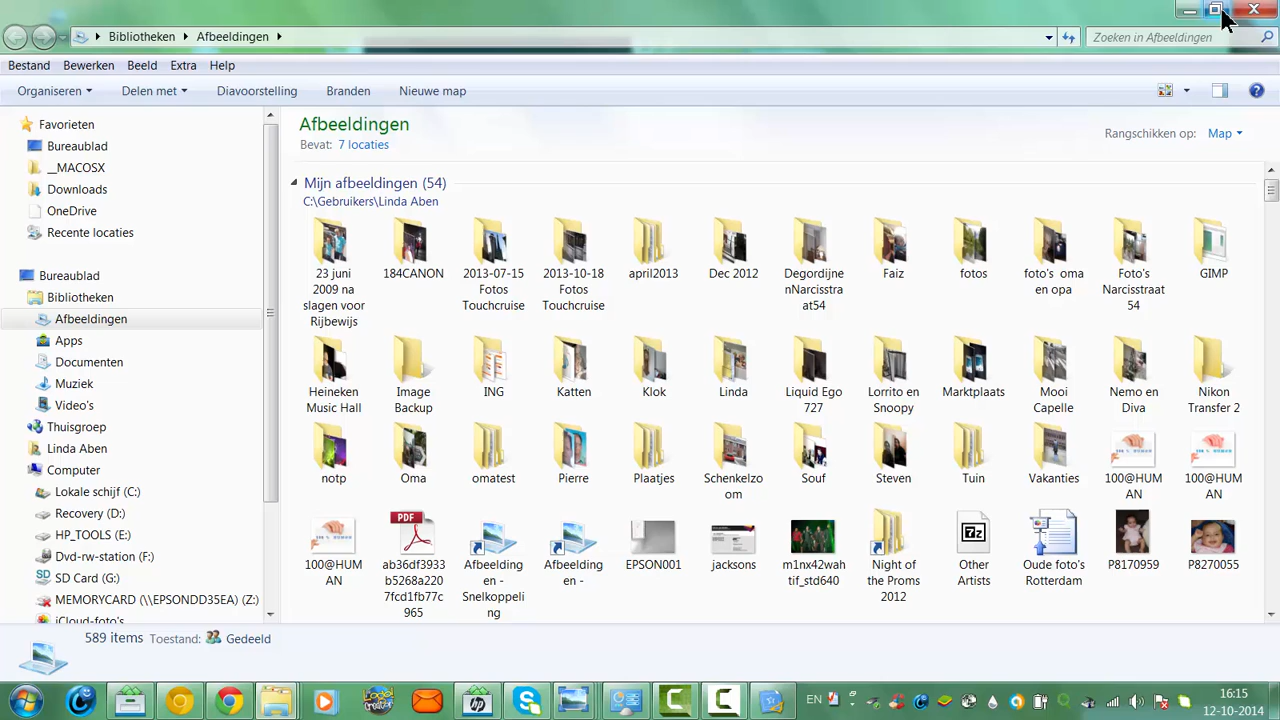 Bibliotheken Afbeeldingen Zoeken in Afbeeldingen
Bestand Bewerken Beeld Extra Help
Organiseren Delen met Diavoorstelling Branden Nieuwe map
Favorieten
Bureaublad
__MACOSX
Downloads
OneDrive
Recente locaties
Bureaublad
Bibliotheken
Afbeeldingen
Apps
Documenten
Muziek
Video's
Thuisgroep
Linda Aben
Computer
Lokale schijf (C:)
Recovery (D:)
HP_TOOLS (E:)
Dvd-rw-station (F:)
SD Card (G:)
MEMORYCARD (\\EPSONDD35EA) (Z:)
iCloud-foto's
Afbeeldingen
Bevat: 7 locaties
Rangschikken op: Map
Mijn afbeeldingen (54)
C:\Gebruikers\Linda Aben
23 juni
2009 na
slagen voor
Rijbewijs
184CANON
2013-07-15
Fotos
Touchcruise
2013-10-18
Fotos
Touchcruise
april2013
Dec 2012
Degordijne
nNarcisstra
at54
Faiz
fotos
foto's oma
en opa
Foto's
Narcisstraat
54
GIMP
Heineken
Music Hall
Image
Backup
ING
Katten
Klok
Linda
Liquid Ego
727
Lorrito en
Snoopy
Marktplaats
Mooi
Capelle
Nemo en
Diva
Nikon
Transfer 2
notp
Oma
omatest
Pierre
Plaatjes
Schenkelzo
om
Souf
Steven
Tuin
Vakanties
100@HUM
AN
100@HUM
AN
100@HUM
AN
PDF
ab36df3933
b5268a220
7fcd1fb77c
965
Afbeelding
en -
Snelkoppeli
ng
Afbeelding
en -
EPSON001
jacksons
m1nx42wah
tif_std640
Night of
the Proms
2012
7z
Other
Artists
Oude foto's
Rotterdam
P8170959
P8270055
589 items Toestand: Gedeeld
EN
16:15
12-10-2014